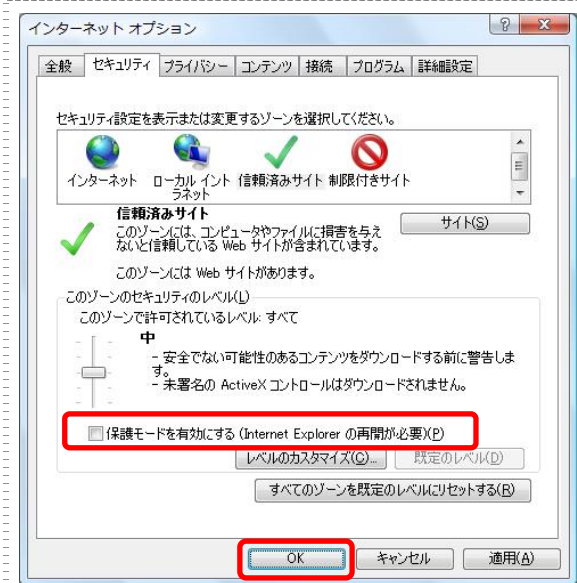 インターネット オプション
全般 セキュリティ プライバシー コンテンツ 接続 プログラム 詳細設定
セキュリティ設定を表示または変更するゾーンを選択してください。
インターネット ローカル イント 信頼済みサイト 制限付きサイト
ラネット
信頼済みサイト
サイト(S)
このゾーンには、コンピュータやファイルに損害を与え
ないと信頼している Web サイトが含まれています。
このゾーンには Web サイトがあります。
このゾーンのセキュリティのレベル(L)
このゾーンで許可されているレベル: すべて
中
- 安全でない可能性のあるコンテンツをダウンロードする前に警告しま
す。
- 未署名の ActiveX コントロールはダウンロードされません。
保護モードを有効にする (Internet Explorer の再開が必要)(P)
レベルのカスタマイズ(C)... 既定のレベル(D)
すべてのゾーンを既定のレベルにリセットする(R)
OK キャンセル 適用(A)